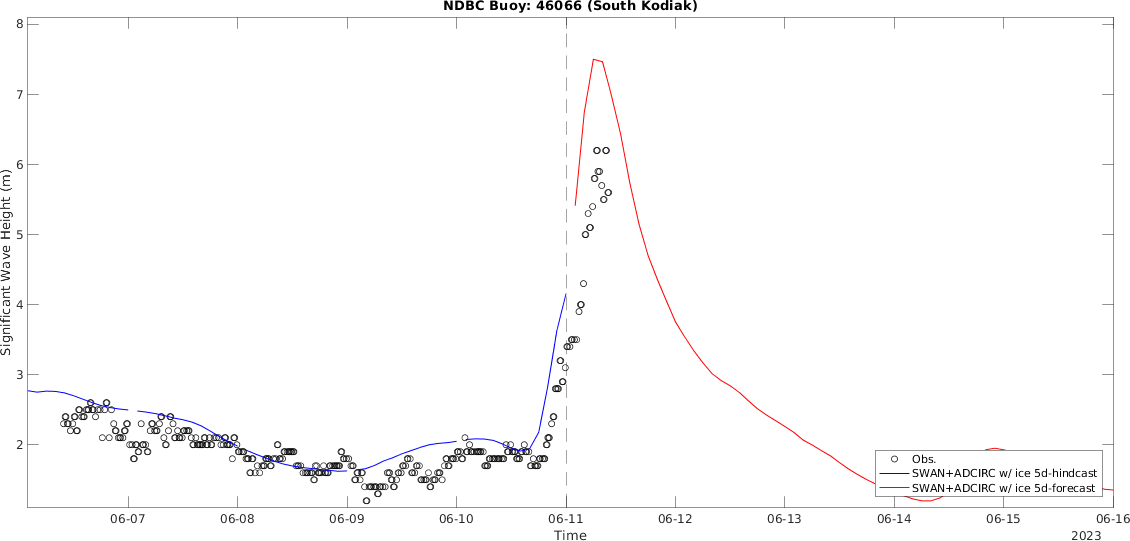 NDBC Buoy: 46066 (South Kodiak)
8
7
6
5
4
3
2
Significant Wave Height (m)
Obs.
SWAN+ADCIRC w/ ice 5d-hindcast
SWAN+ADCIRC w/ ice 5d-forecast
06-07 06-08 06-09 06-10 06-11 06-12 06-13 06-14 06-15 06-16
Time
2023